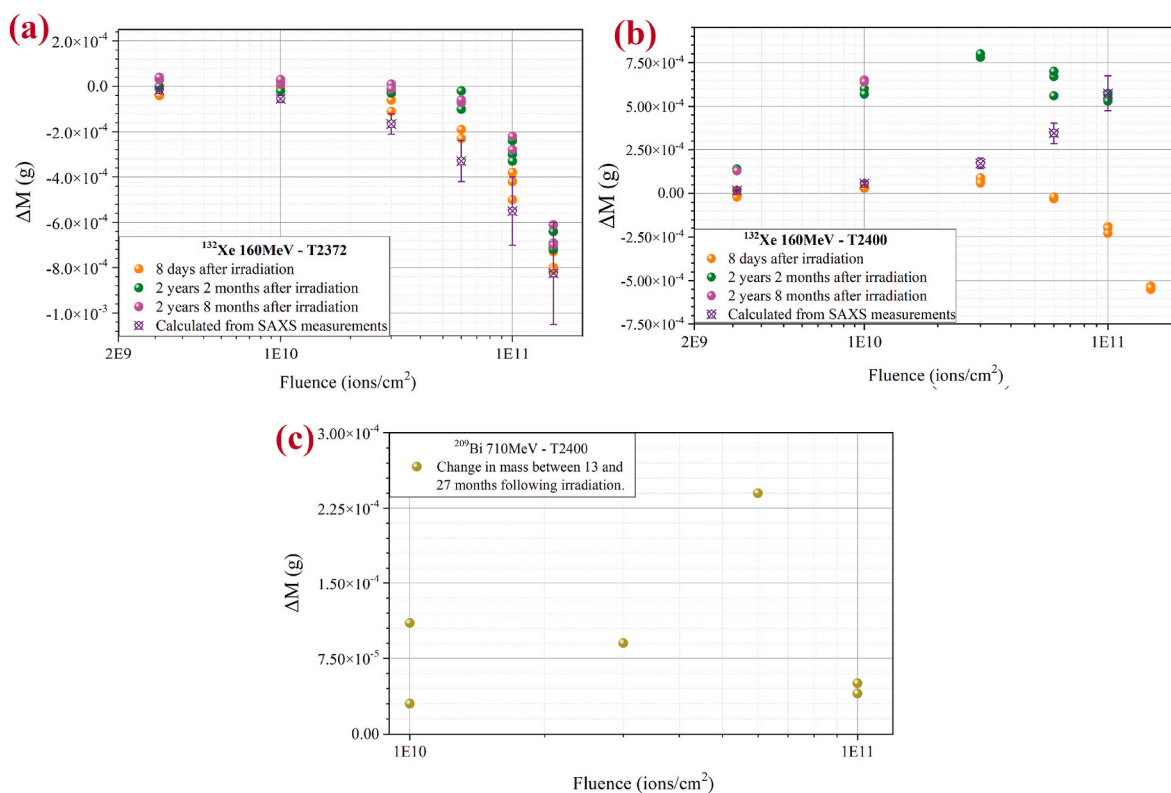 (a)
2.0×10⁻⁴
0.0
-2.0×10⁻⁴
-4.0×10⁻⁴
-6.0×10⁻⁴
-8.0×10⁻⁴
-1.0×10⁻³
ΔM (g)
¹³²Xe 160MeV - T2372
8 days after irradiation
2 years 2 months after irradiation
2 years 8 months after irradiation
Calculated from SAXS measurements
2E9
1E10
1E11
Fluence (ions/cm²)
(b)
7.50×10⁻⁴
5.00×10⁻⁴
2.50×10⁻⁴
0.00
-2.50×10⁻⁴
-5.00×10⁻⁴
-7.50×10⁻⁴
ΔM (g)
¹³²Xe 160MeV - T2400
8 days after irradiation
2 years 2 months after irradiation
2 years 8 months after irradiation
Calculated from SAXS measurements
2E9
1E10
1E11
Fluence (ions/cm²)
(c)
3.00×10⁻⁴
2.25×10⁻⁴
1.50×10⁻⁴
7.50×10⁻⁵
0.00
ΔM (g)
²⁰⁹Bi 710MeV - T2400
Change in mass between 13 and
27 months following irradiation.
1E10
1E11
Fluence (ions/cm²)